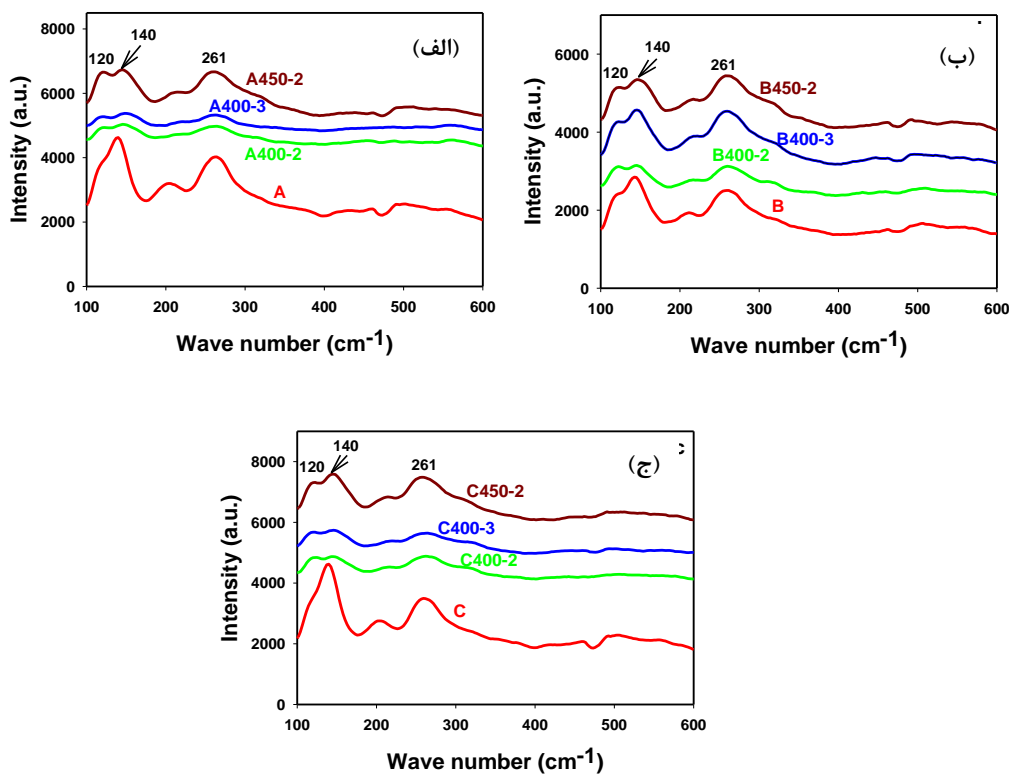 (الف)
8000
6000
4000
2000
0
Intensity (a.u.)
120
140
261
A450-2
A400-3
A400-2
A
100 200 300 400 500 600
Wave number (cm-1)
(ب)
6000
4000
2000
0
Intensity (a.u.)
120
140
261
B450-2
B400-3
B400-2
B
100 200 300 400 500 600
Wave number (cm-1)
(ج)
8000
6000
4000
2000
0
Intensity (a.u.)
120
140
261
C450-2
C400-3
C400-2
C
100 200 300 400 500 600
Wave number (cm-1)